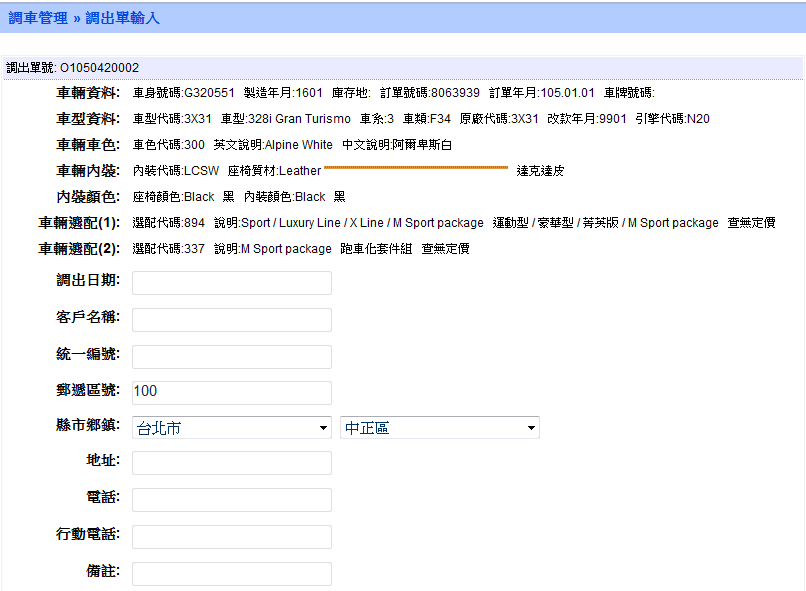 調車管理 » 調出單輸入
調出單號: O1050420002
車輛資料: 車身號碼:G320551 製造年月:1601 庫存地: 訂單號碼:8063939 訂單年月:105.01.01 車牌號碼:
車型資料: 車型代碼:3X31 車型:328i Gran Turismo 車系:3 車類:F34 原廠代碼:3X31 改款年月:9901 引擎代碼:N20
車輛車色: 車色代碼:300 英文說明:Alpine White 中文說明:阿爾卑斯白
車輛內裝: 內裝代碼:LCSW 座椅質材:Leather 達克達皮
內裝顏色: 座椅顏色:Black 黑 內裝顏色:Black 黑
車輛選配(1): 選配代碼:894 說明:Sport / Luxury Line / X Line / M Sport package 運動型 / 豪華型 / 菁英版 / M Sport package 查無定價
車輛選配(2): 選配代碼:337 說明:M Sport package 跑車化套件組 查無定價
調出日期:
客戶名稱:
統一編號:
郵遞區號: 100
縣市鄉鎮: 台北市 中正區
地址:
電話:
行動電話:
備註: